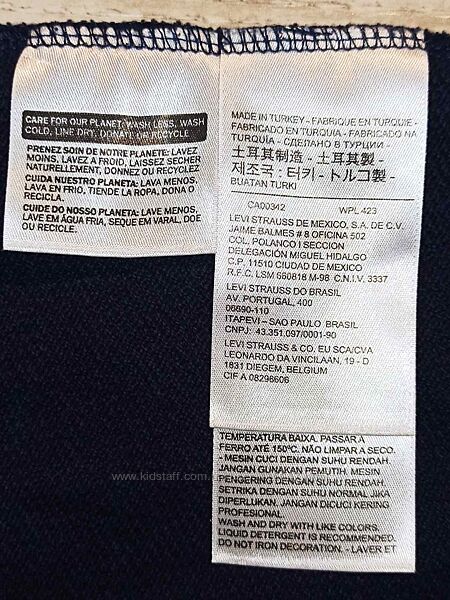 CARE FOR OUR PLANET: WASH LESS, WASH
COLD, LINE DRY, DONATE OR RECYCLE
PRENEZ SOIN DE NOTRE PLANETE: LAVEZ
MOINS, LAVEZ A FROID, LAISSEZ SECHER
NATURELLEMENT, DONNEZ OU RECYCLEZ
CUIDA NUESTRO PLANETA: LAVA MENOS,
LAVA EN FRIO, TIENDE LA ROPA, DONA O
RECICLA.
CUIDE DO NOSSO PLANETA: LAVE MENOS,
LAVE EM ÁGUA FRIA, SEQUE EM VARAL, DOE
OU RECICLE.
MADE IN TURKEY - FABRIQUE EN TURQUIE-
FABRICADO EN TURQUIA - FABRICADO NA
TURQUIA - СДЕЛАНО В ТУРЦИИ -
土耳其制造 - 土耳其製 -
제조국 : 터키 - トルコ製 -
BUATAN TURKI
CA00342 WPL 423
LEVI STRAUSS DE MEXICO, S.A. DE C.V.
JAIME BALMES # 8 OFICINA 502
COL. POLANCO I SECCION
DELEGACIÓN MIGUEL HIDALGO
C.P. 11510 CIUDAD DE MEXICO
R.F.C. LSM 660818 M-98 C.N.I.V. 3337
LEVI STRAUSS DO BRASIL
AV. PORTUGAL, 400
06690-110
ITAPEVI – SAO PAULO BRASIL
CNPJ: 43.351.097/0001-90
LEVI STRAUSS & CO. EU SCA/CVA
LEONARDO DA VINCILAAN, 19 - D
1831 DIEGEM, BELGIUM
CIF A 08296606
TEMPERATURA BAIXA. PASSAR A
FERRO ATÉ 150ºC. NÃO LIMPAR A SECO.
- MESIN CUCI DENGAN SUHU RENDAH.
JANGAN GUNAKAN PEMUTIH. MESIN
PENGERING DENGAN SUHU RENDAH.
SETRIKA DENGAN SUHU NORMAL JIKA
DIPERLUKAN. JANGAN DICUCI KERING
PROFESIONAL.
WASH AND DRY WITH LIKE COLORS.
LIQUID DETERGENT IS RECOMMENDED.
DO NOT IRON DECORATION. - LAVER ET
www.kidstaff.com